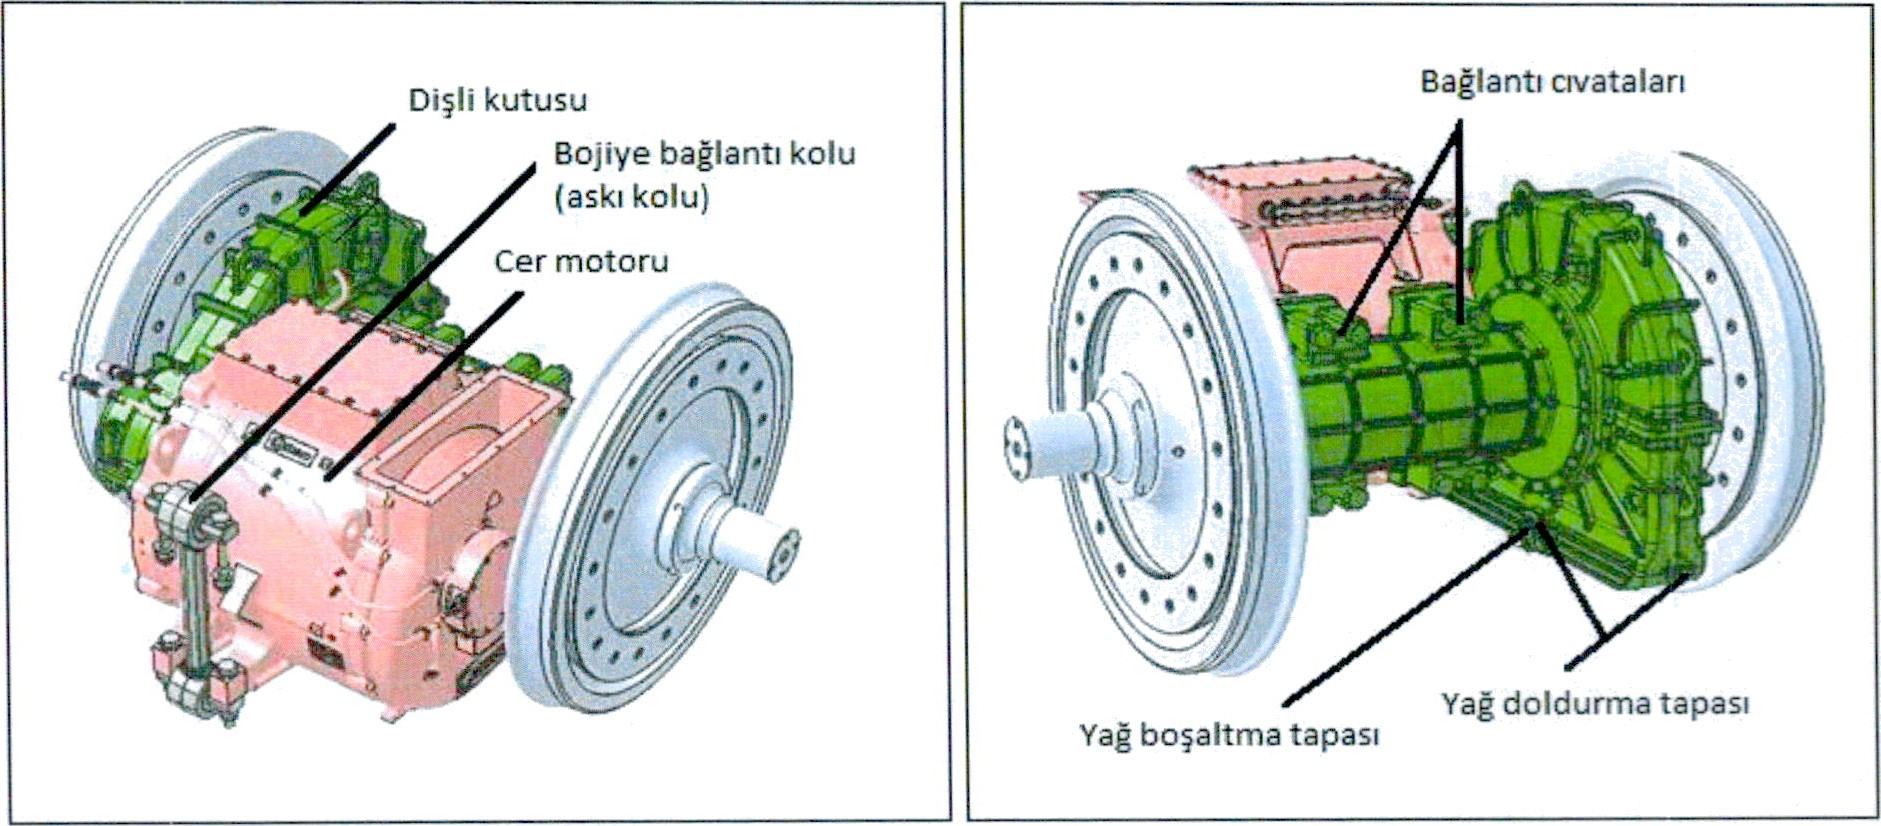 Dişli kutusu
Bojiye bağlantı kolu
(askı kolu)
Cer motoru
Bağlantı cıvataları
Yağ doldurma tapası
Yağ boşaltma tapası